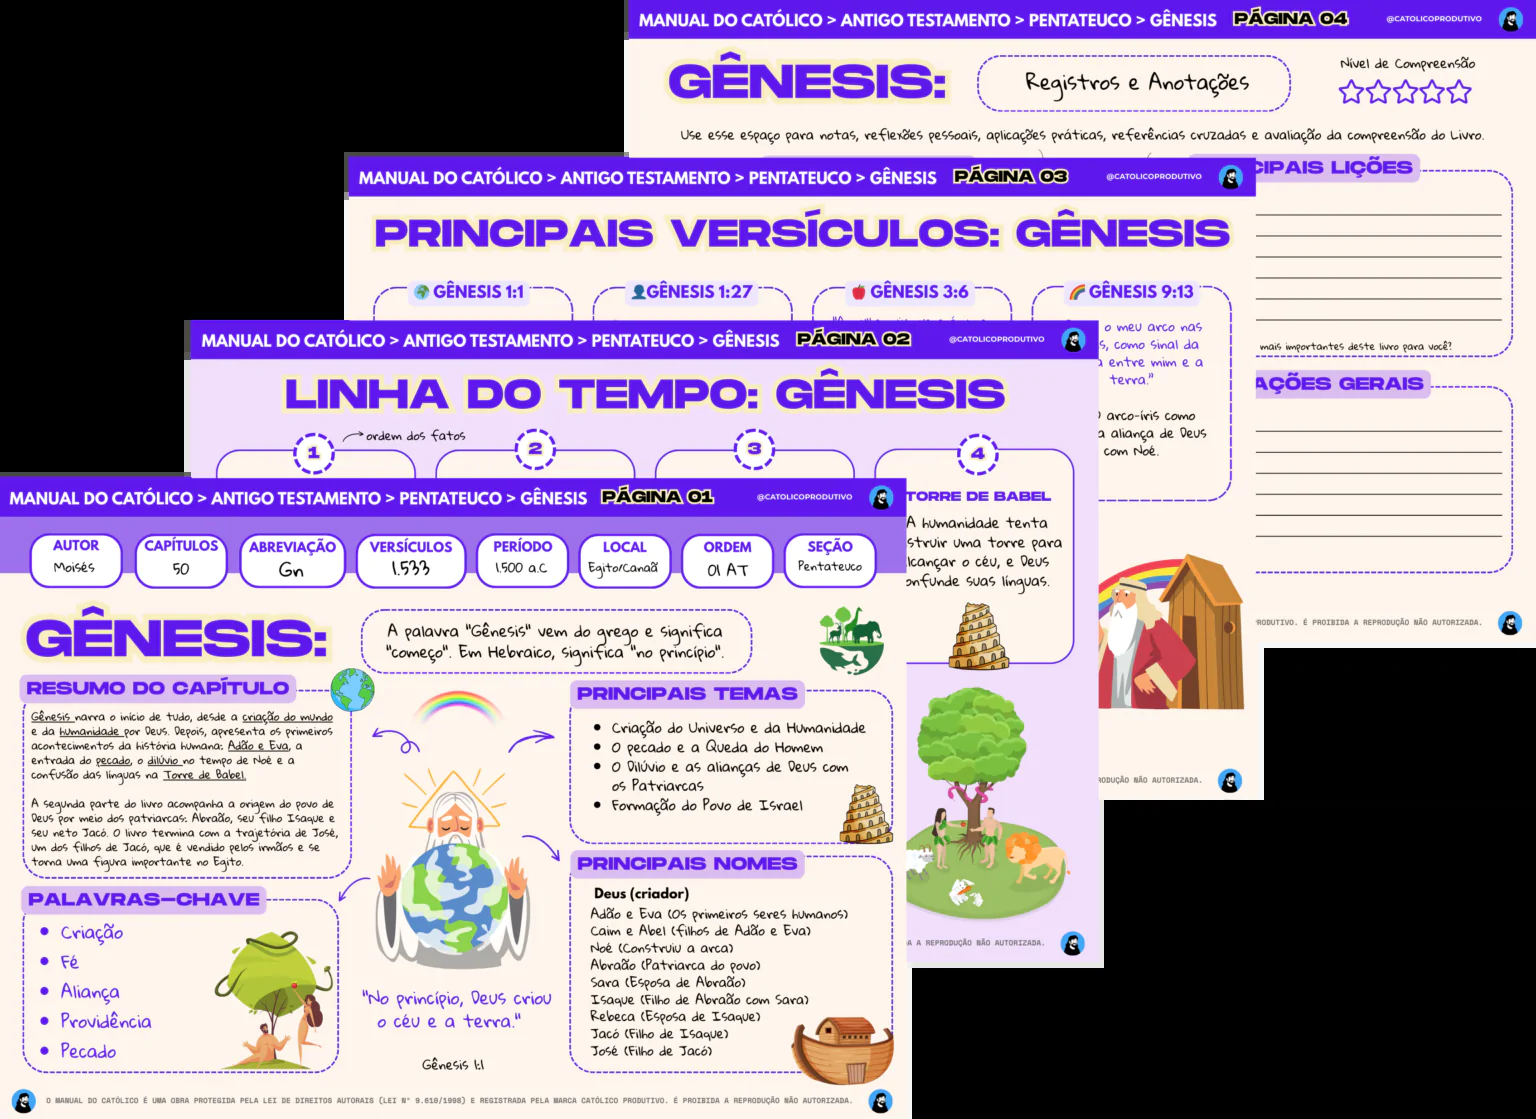 MANUAL DO CATÓLICO > ANTIGO TESTAMENTO > PENTATEUCO > GÊNESIS PÁGINA 04 @CATOLICOPRODUTIVO
GÊNESIS:
Registros e Anotações
Nível de Compreensão
Use esse espaço para notas, reflexões pessoais, aplicações práticas, referências cruzadas e avaliação da compreensão do Livro.
CIPAIS LIÇÕES
mais importantes deste livro para você?
AÇÕES GERAIS
RODUTIVO. É PROIBIDA A REPRODUÇÃO NÃO AUTORIZADA.
MANUAL DO CATÓLICO > ANTIGO TESTAMENTO > PENTATEUCO > GÊNESIS PÁGINA 03 @CATOLICOPRODUTIVO
PRINCIPAIS VERSÍCULOS: GÊNESIS
GÊNESIS 1:1
GÊNESIS 1:27
GÊNESIS 3:6
GÊNESIS 9:13
o meu arco nas
s, como sinal da
a entre mim e a
terra."
arco-íris como
a aliança de Deus
com Noé.
RODUÇÃO NÃO AUTORIZADA.
MANUAL DO CATÓLICO > ANTIGO TESTAMENTO > PENTATEUCO > GÊNESIS PÁGINA 02 @CATOLICOPRODUTIVO
LINHA DO TEMPO: GÊNESIS
ordem dos fatos
1
2
3
4
TORRE DE BABEL
A humanidade tenta
struir uma torre para
lcançar o céu, e Deus
onfunde suas línguas.
A REPRODUÇÃO NÃO AUTORIZADA.
MANUAL DO CATÓLICO > ANTIGO TESTAMENTO > PENTATEUCO > GÊNESIS PÁGINA 01 @CATOLICOPRODUTIVO
AUTOR
Moisés
CAPÍTULOS
50
ABREVIAÇÃO
Gn
VERSÍCULOS
1.533
PERÍODO
1.500 a.C
LOCAL
Egito/Canaã
ORDEM
01 AT
SEÇÃO
Pentateuco
GÊNESIS:
A palavra "Gênesis" vem do grego e significa
"começo". Em Hebraico, significa "no princípio".
RESUMO DO CAPÍTULO
Gênesis narra o início de tudo, desde a criação do mundo
e da humanidade por Deus. Depois, apresenta os primeiros
acontecimentos da história humana: Adão e Eva, a
entrada do pecado, o dilúvio no tempo de Noé e a
confusão das línguas na Torre de Babel.
A segunda parte do livro acompanha a origem do povo de
Deus por meio dos patriarcas: Abraão, seu filho Isaque e
seu neto Jacó. O livro termina com a trajetória de José,
um dos filhos de Jacó, que é vendido pelos irmãos e se
torna uma figura importante no Egito.
PALAVRAS-CHAVE
Criação
Fé
Aliança
Providência
Pecado
"No princípio, Deus criou
o céu e a terra."
Gênesis 1:1
PRINCIPAIS TEMAS
Criação do Universo e da Humanidade
O pecado e a Queda do Homem
O Dilúvio e as alianças de Deus com
os Patriarcas
Formação do Povo de Israel
PRINCIPAIS NOMES
Deus (criador)
Adão e Eva (Os primeiros seres humanos)
Caim e Abel (filhos de Adão e Eva)
Noé (Construiu a arca)
Abraão (Patriarca do povo)
Sara (Esposa de Abraão)
Isaque (Filho de Abraão com Sara)
Rebeca (Esposa de Isaque)
Jacó (Filho de Isaque)
José (Filho de Jacó)
O MANUAL DO CATÓLICO É UMA OBRA PROTEGIDA PELA LEI DE DIREITOS AUTORAIS (LEI N° 9.610/1998) E REGISTRADA PELA MARCA CATÓLICO PRODUTIVO. É PROIBIDA A REPRODUÇÃO NÃO AUTORIZADA.